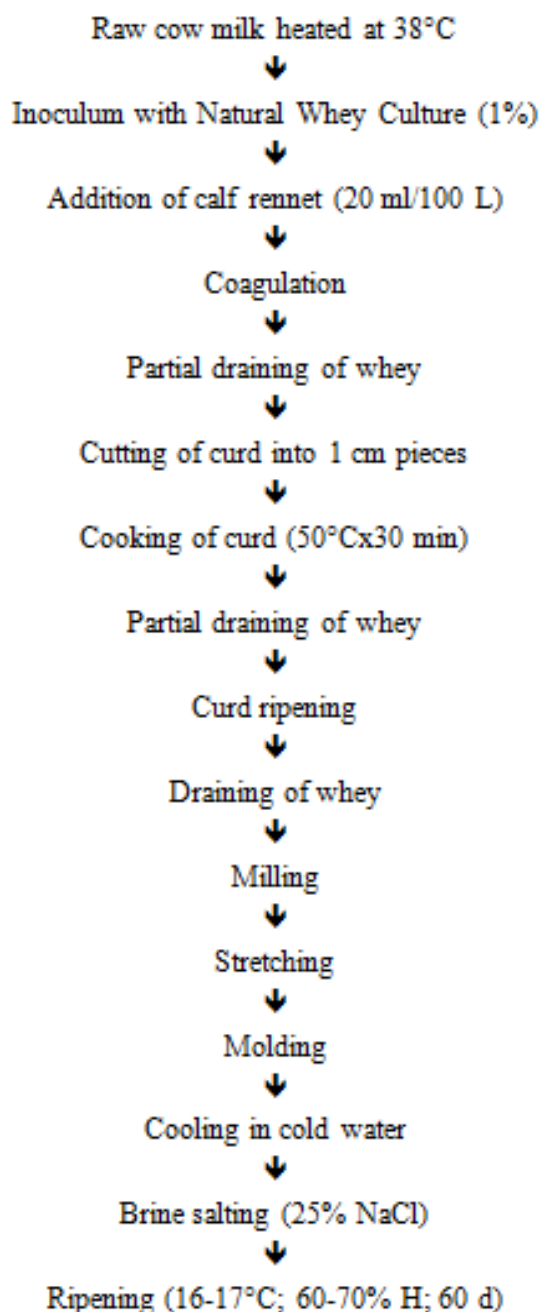 Raw cow milk heated at 38°C
Inoculum with Natural Whey Culture (1%)
Addition of calf rennet (20 ml/100 L)
Coagulation
Partial draining of whey
Cutting of curd into 1 cm pieces
Cooking of curd (50°Cx30 min)
Partial draining of whey
Curd ripening
Draining of whey
Milling
Stretching
Molding
Cooling in cold water
Brine salting (25% NaCl)
Ripening (16-17°C; 60-70% H; 60 d)